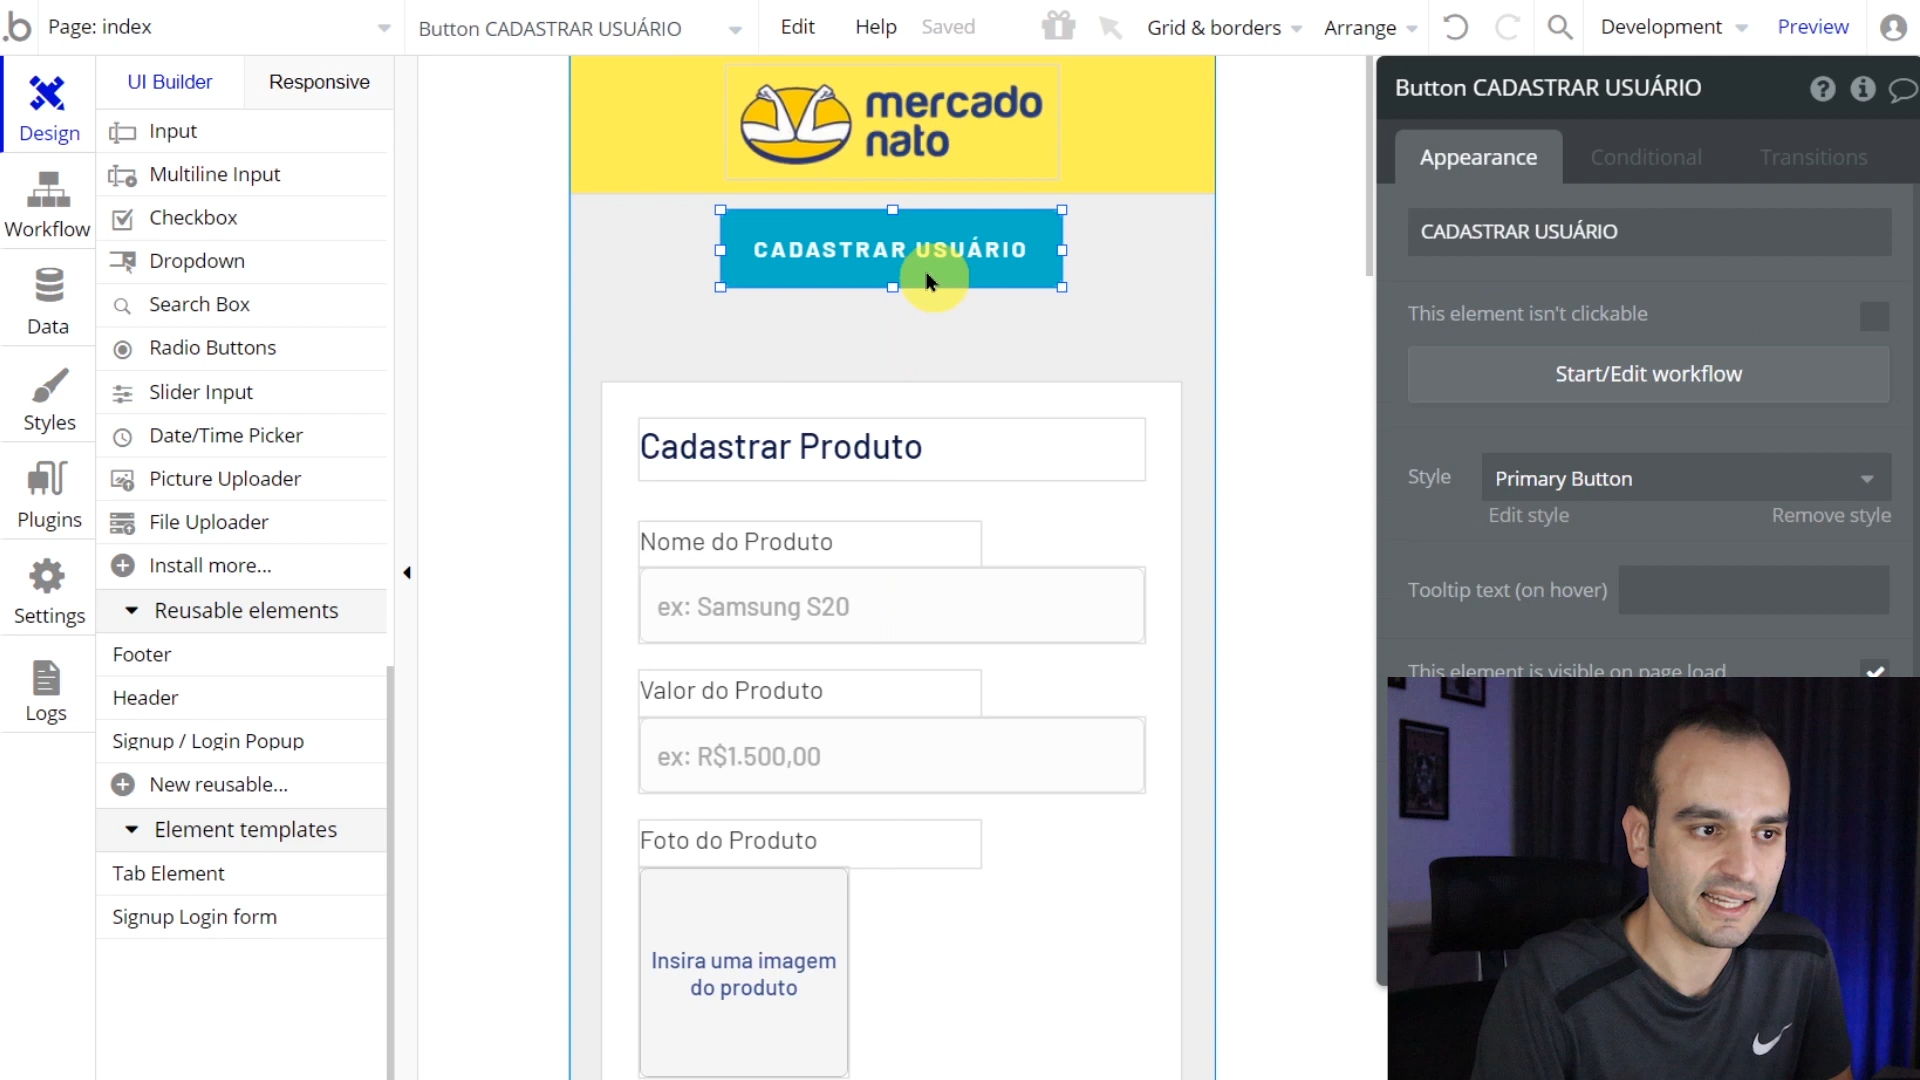 .b
Page: index
Button CADASTRAR USUÁRIO
Edit
Help
Saved
Grid & borders
Arrange
Development
Preview
Design
Workflow
Data
Styles
Plugins
Settings
Logs
UI Builder
Responsive
Input
Multiline Input
Checkbox
Dropdown
Search Box
Radio Buttons
Slider Input
Date/Time Picker
Picture Uploader
File Uploader
Install more...
Reusable elements
Footer
Header
Signup / Login Popup
New reusable...
Element templates
Tab Element
Signup Login form
mercado
nato
CADASTRAR USUÁRIO
Cadastrar Produto
Nome do Produto
ex: Samsung S20
Valor do Produto
ex: R$1.500,00
Foto do Produto
Insira uma imagem
do produto
Button CADASTRAR USUÁRIO
Appearance
Conditional
Transitions
CADASTRAR USUÁRIO
This element isn't clickable
Start/Edit workflow
Style
Primary Button
Edit style
Remove style
Tooltip text (on hover)
This element is visible on page load